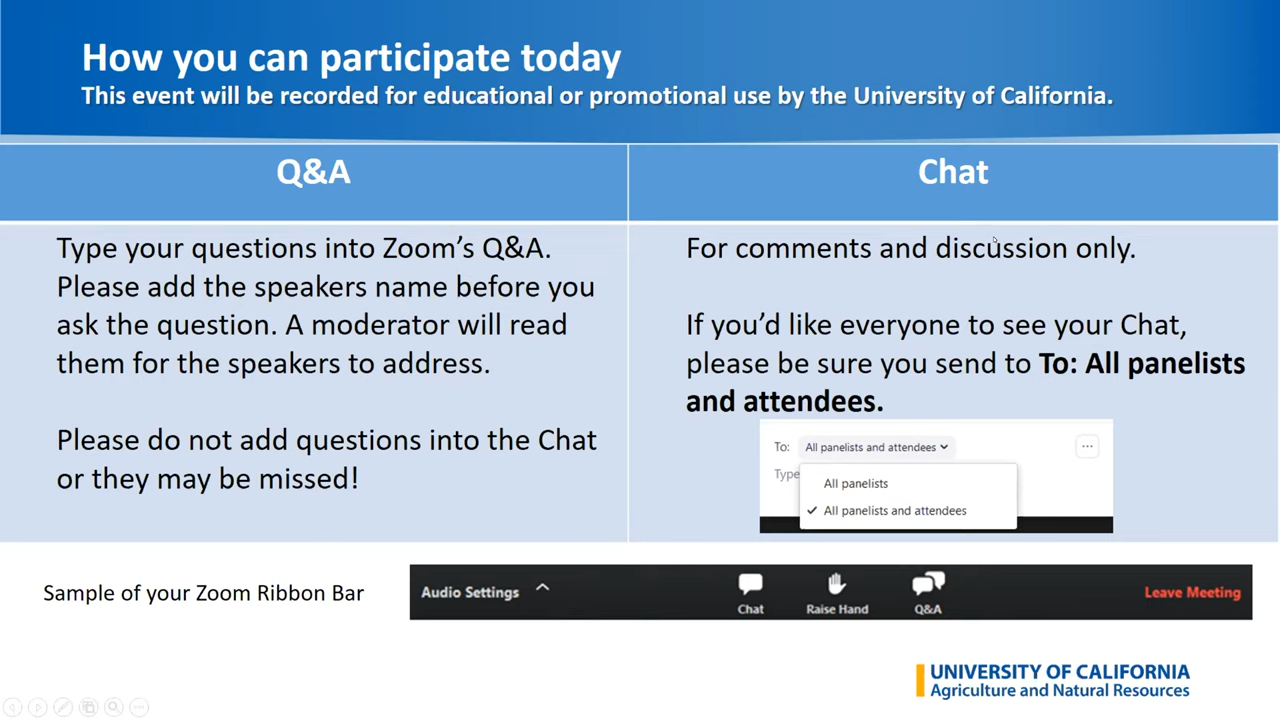 How you can participate today
This event will be recorded for educational or promotional use by the University of California.
Q&A
Type your questions into Zoom’s Q&A.
Please add the speakers name before you
ask the question. A moderator will read
them for the speakers to address.
Please do not add questions into the Chat
or they may be missed!
Chat
For comments and discussion only.
If you’d like everyone to see your Chat,
please be sure you send to To: All panelists
and attendees.
To: All panelists and attendees
Type
All panelists
All panelists and attendees
Sample of your Zoom Ribbon Bar
Audio Settings
Chat
Raise Hand
Q&A
Leave Meeting
UNIVERSITY OF CALIFORNIA
Agriculture and Natural Resources